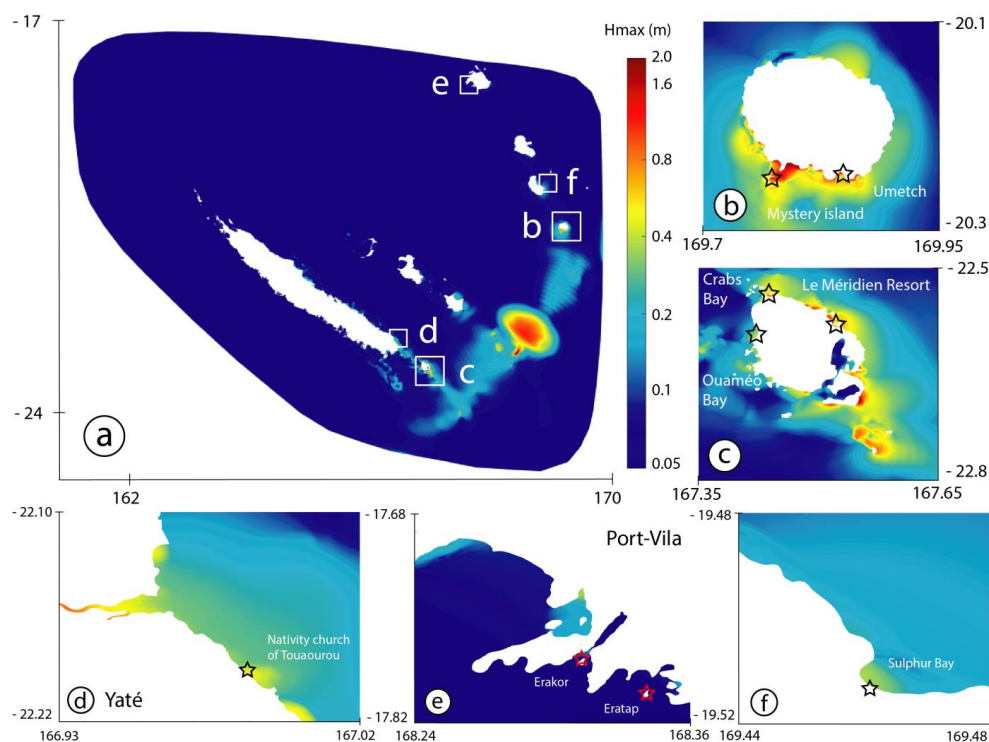 - 17
- 24
162
170
a
b
c
d
e
f
Hmax (m)
2.0
1.6
0.8
0.4
0.2
0.1
0.05
- 20.1
- 20.3
169.7
169.95
Umetch
Mystery island
b
- 22.5
- 22.8
167.35
167.65
Crabs
Bay
Le Méridien Resort
Ouaméo
Bay
c
- 22.10
- 22.22
166.93
167.02
Nativity church
of Touaourou
d Yaté
- 17.68
- 17.82
168.24
168.36
Port-Vila
Erakor
Eratap
e
- 19.48
- 19.52
169.44
169.48
Sulphur Bay
f